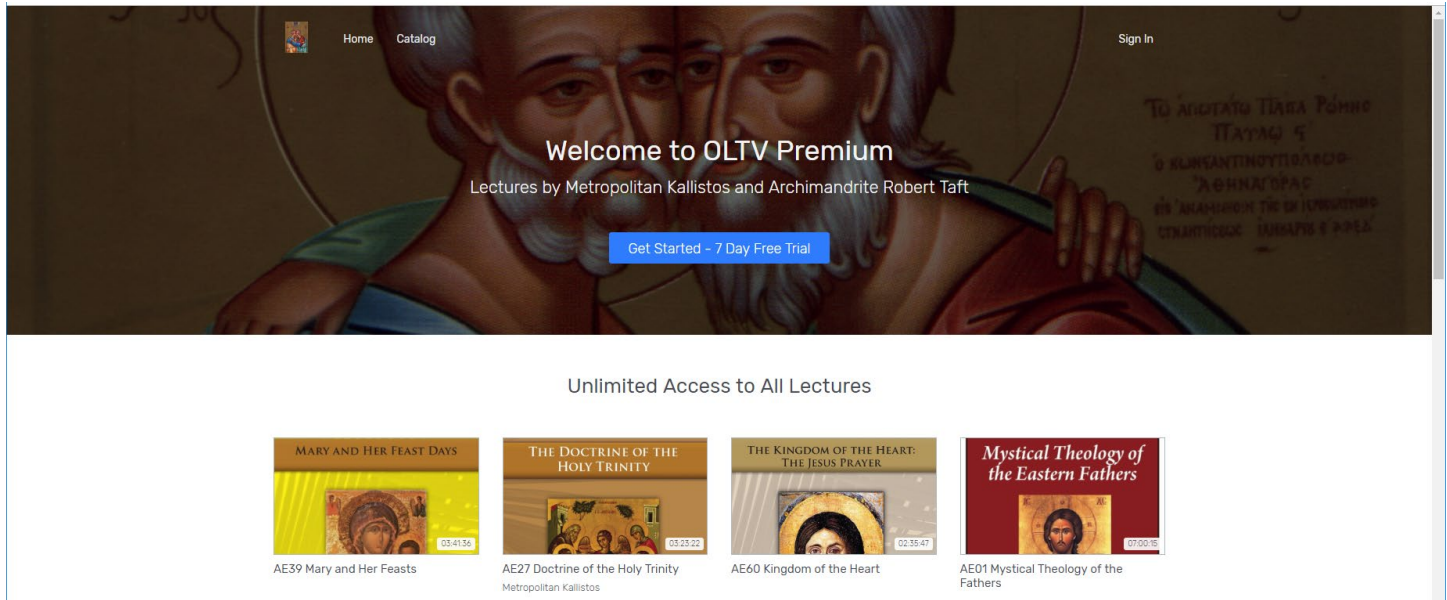 Home Catalog Sign In
ΠΑΥΛΩ ϛ
Welcome to OLTV Premium
Lectures by Metropolitan Kallistos and Archimandrite Robert Taft
Get Started - 7 Day Free Trial
Unlimited Access to All Lectures
MARY AND HER FEAST DAYS
03:41:36
AE39 Mary and Her Feasts
THE DOCTRINE OF THE
HOLY TRINITY
03:23:22
AE27 Doctrine of the Holy Trinity
Metropolitan Kallistos
THE KINGDOM OF THE HEART:
THE JESUS PRAYER
02:35:47
AE60 Kingdom of the Heart
Mystical Theology of
the Eastern Fathers
07:00:15
AE01 Mystical Theology of the
Fathers